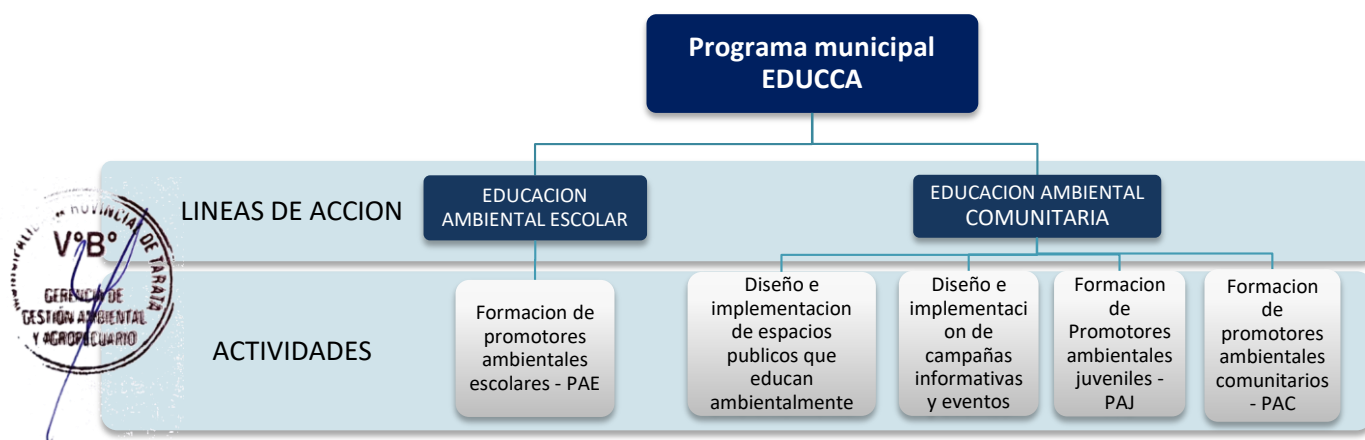 Programa municipal
EDUCCA
LINEAS DE ACCION
EDUCACION
AMBIENTAL ESCOLAR
EDUCACION AMBIENTAL
COMUNITARIA
V°B°
DE TARATA
GERENCIA DE
GESTIÓN AMBIENTAL
Y AGROPECUARIO
ACTIVIDADES
Formacion de
promotores
ambientales
escolares - PAE
Diseño e
implementacion
de espacios
publicos que
educan
ambientalmente
Diseño e
implementaci
on de
campañas
informativas
y eventos
Formacion
de
Promotores
ambientales
juveniles -
PAJ
Formacion
de
promotores
ambientales
comunitarios
- PAC